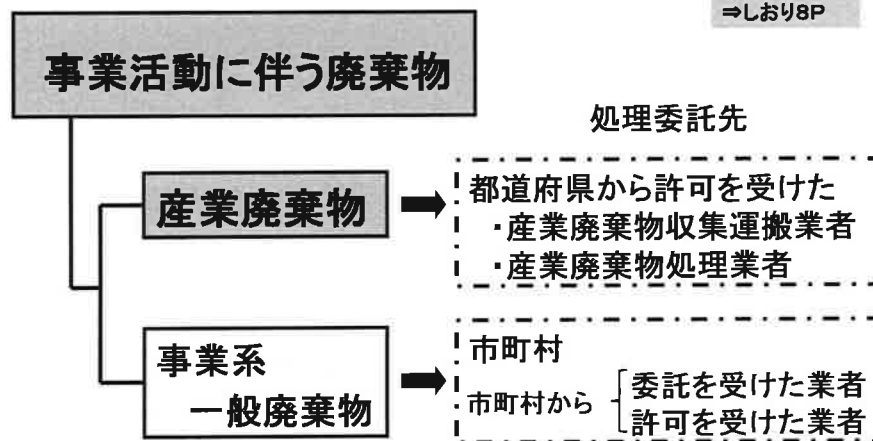 ⇒しおり8P
事業活動に伴う廃棄物
処理委託先
産業廃棄物
都道府県から許可を受けた
・産業廃棄物収集運搬業者
・産業廃棄物処理業者
事業系
一般廃棄物
市町村
市町村から
委託を受けた業者
許可を受けた業者